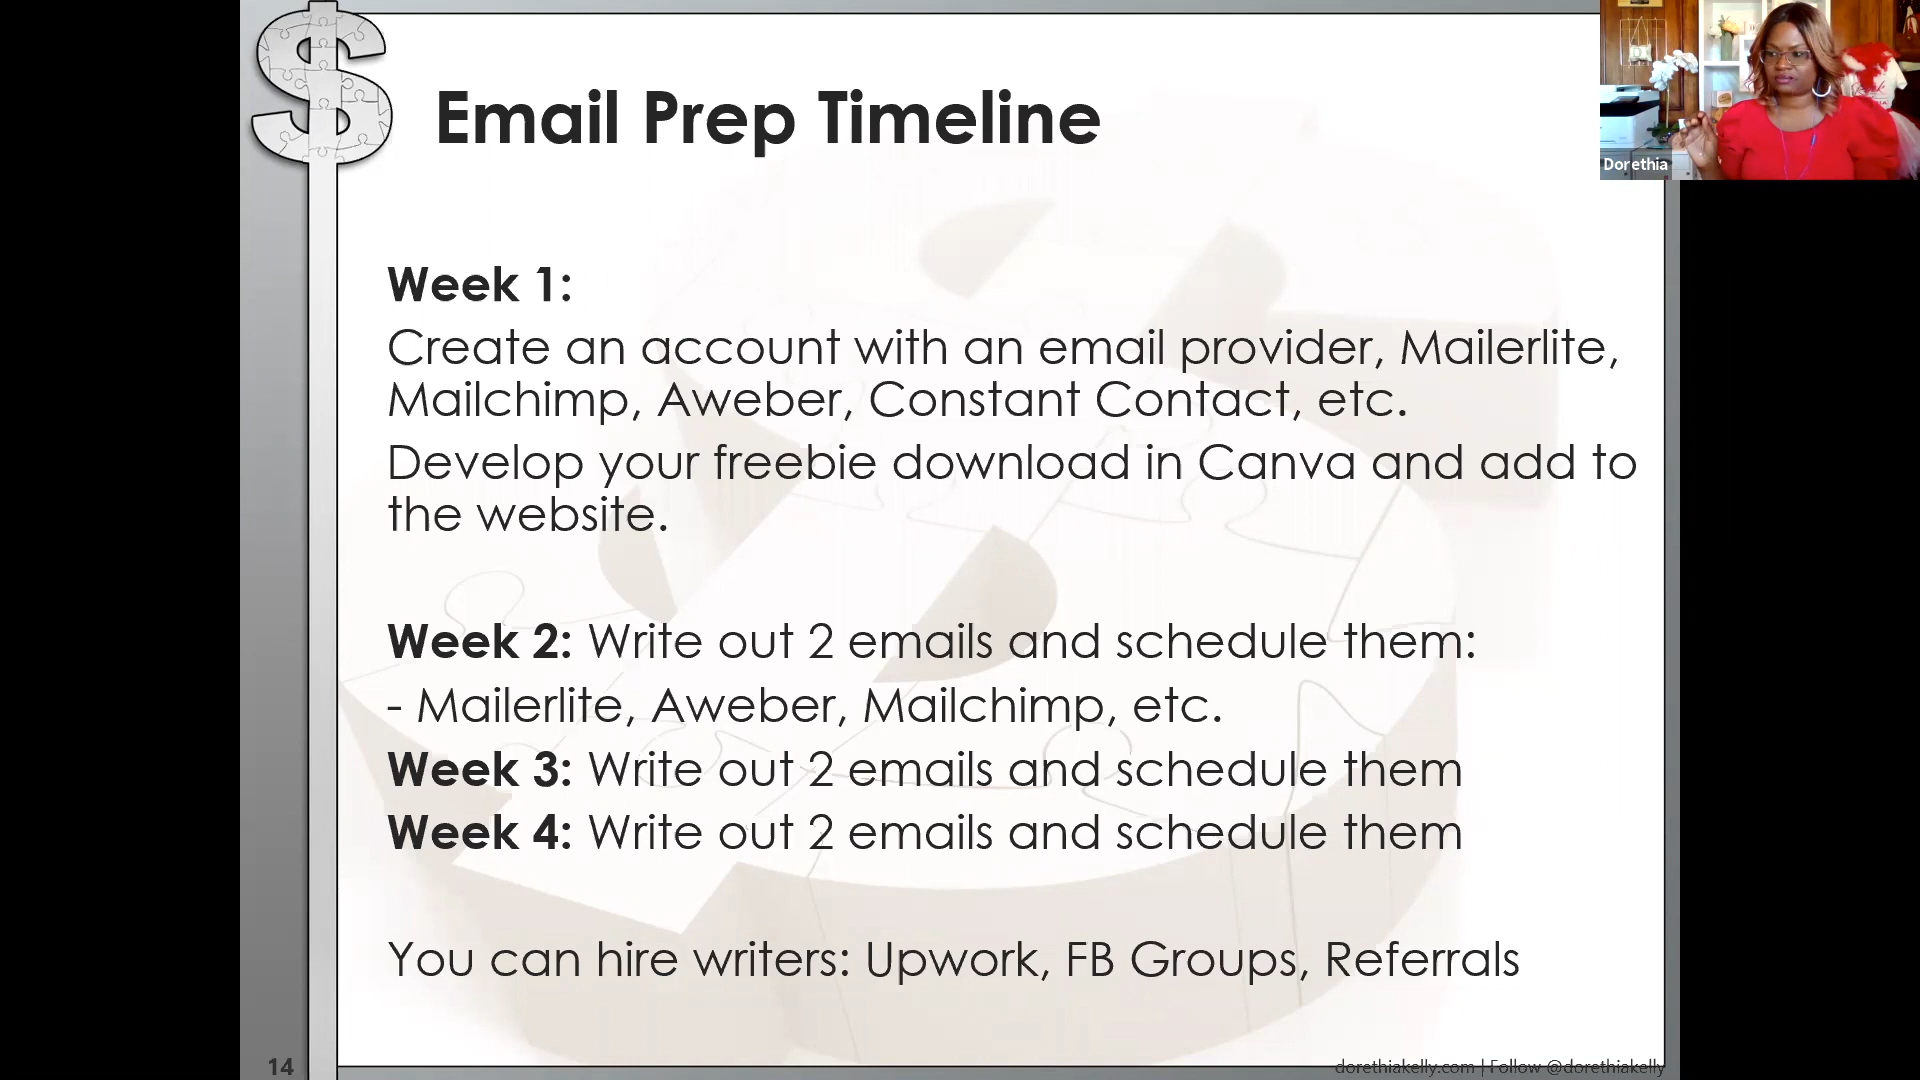 Email Prep Timeline
Dorethia
Week 1:
Create an account with an email provider, Mailerlite,
Mailchimp, Aweber, Constant Contact, etc.
Develop your freebie download in Canva and add to
the website.
Week 2: Write out 2 emails and schedule them:
- Mailerlite, Aweber, Mailchimp, etc.
Week 3: Write out 2 emails and schedule them
Week 4: Write out 2 emails and schedule them
You can hire writers: Upwork, FB Groups, Referrals
14
dorethiakelly.com | Follow @dorethiakelly